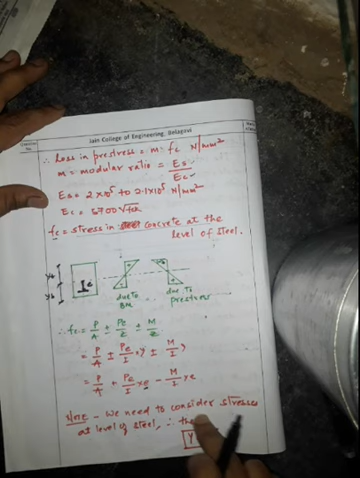 Jain College of Engineering, Belagavi
∴ Loss in prestress = m · fc N/mm²
m = modular ratio = Es/Ec
Es = 2 × 10⁵ to 2.1 × 10⁵ N/mm²
Ec = 5700 √fck
fc = stress in concrete at the
level of steel.
due to BM
due to prestress
∴ fc = P/A ± Pe/Z ± M/Z
= P/A ± Pe/I × y ± M/I y
= P/A + Pe/I × e − M/I × e
Note - We need to consider stresses
at level of steel, ∴ the
y